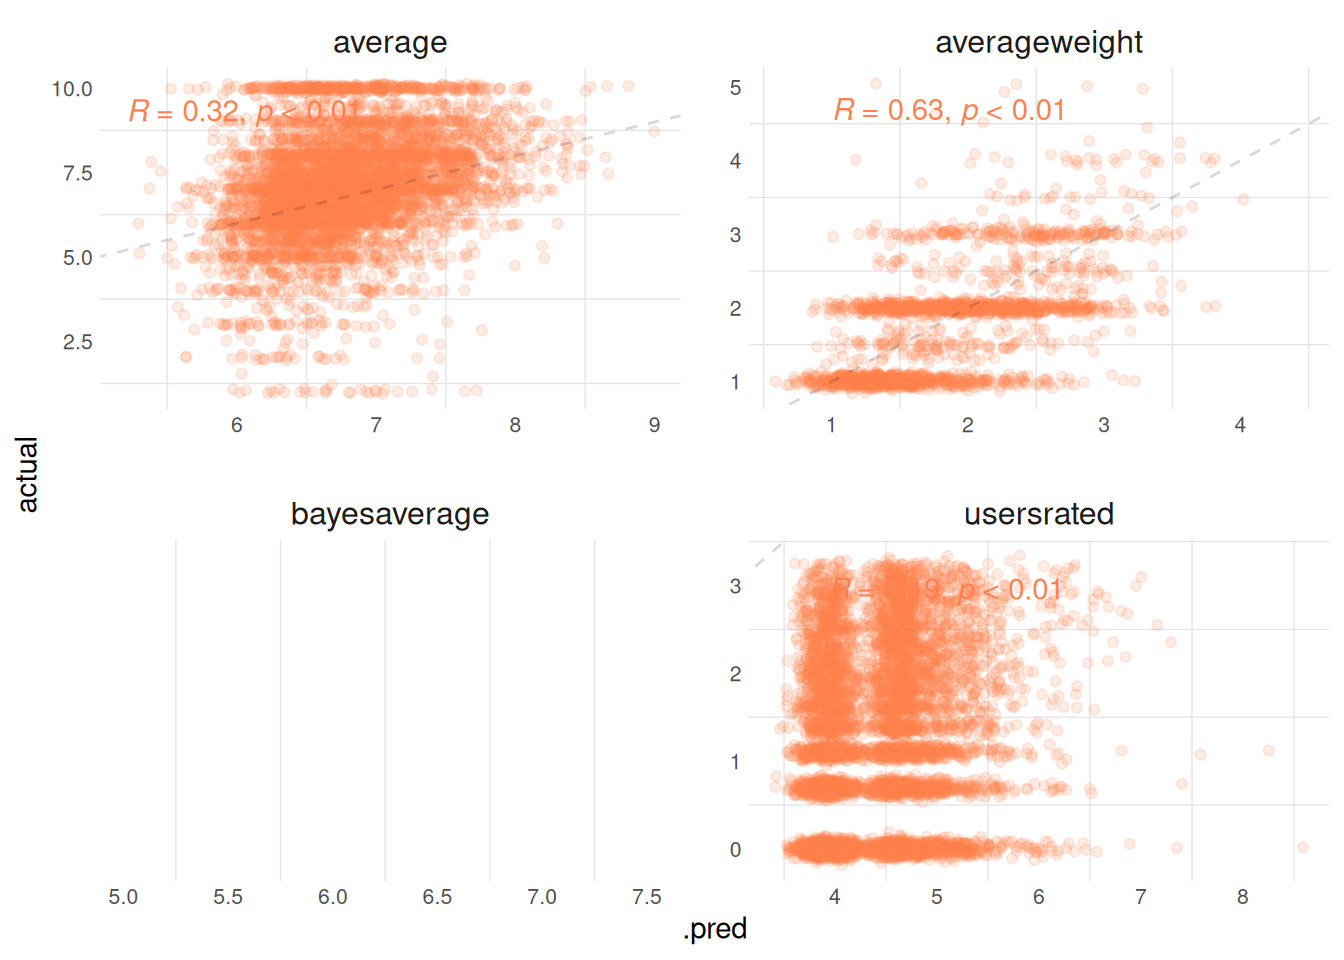 average
10.0
7.5
5.0
2.5
R = 0.32, p < 0.01
6 7 8 9
averageweight
5
4
3
2
1
R = 0.63, p < 0.01
1 2 3 4
actual
bayesaverage
5.0 5.5 6.0 6.5 7.0 7.5
usersrated
3
2
1
0
p < 0.01
4 5 6 7 8
.pred